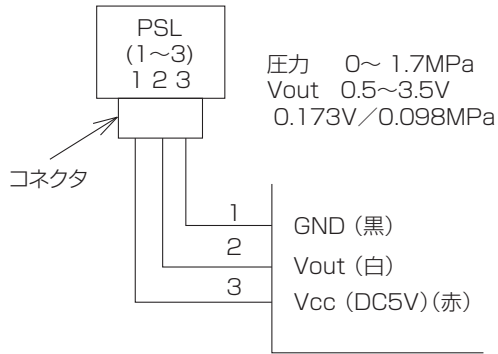 PSL
(1～3)
1 2 3
圧力 0～ 1.7MPa
Vout 0.5～3.5V
0.173V／0.098MPa
コネクタ
1
GND（黒）
2
Vout（白）
3
Vcc（DC5V）（赤）